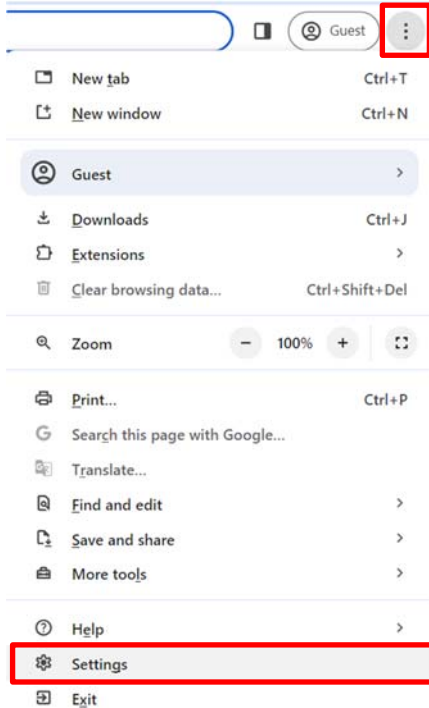 Guest
New tab Ctrl+T
New window Ctrl+N
Guest
Downloads Ctrl+J
Extensions
Clear browsing data... Ctrl+Shift+Del
Zoom - 100% +
Print... Ctrl+P
Search this page with Google...
Translate...
Find and edit
Save and share
More tools
Help
Settings
Exit